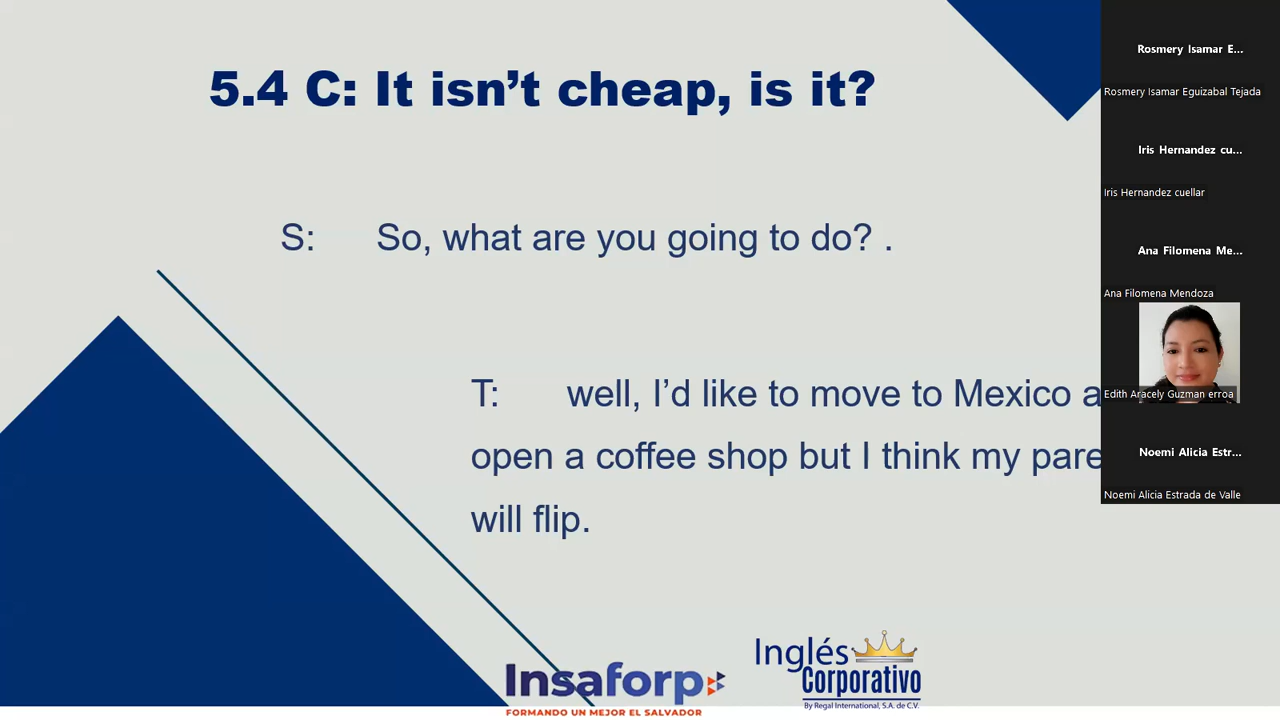 5.4 C: It isn’t cheap, is it?
S: So, what are you going to do? .
T: well, I’d like to move to Mexico a
open a coffee shop but I think my pare
will flip.
Insaforp
FORMANDO UN MEJOR EL SALVADOR
Inglés
Corporativo
By Regal International, S.A. de C.V.
Rosmery Isamar E...
Rosmery Isamar Eguizabal Tejada
Iris Hernandez cu...
Iris Hernandez cuellar
Ana Filomena Me...
Ana Filomena Mendoza
Edith Aracely Guzman erroa
Noemi Alicia Estr...
Noemi Alicia Estrada de Valle